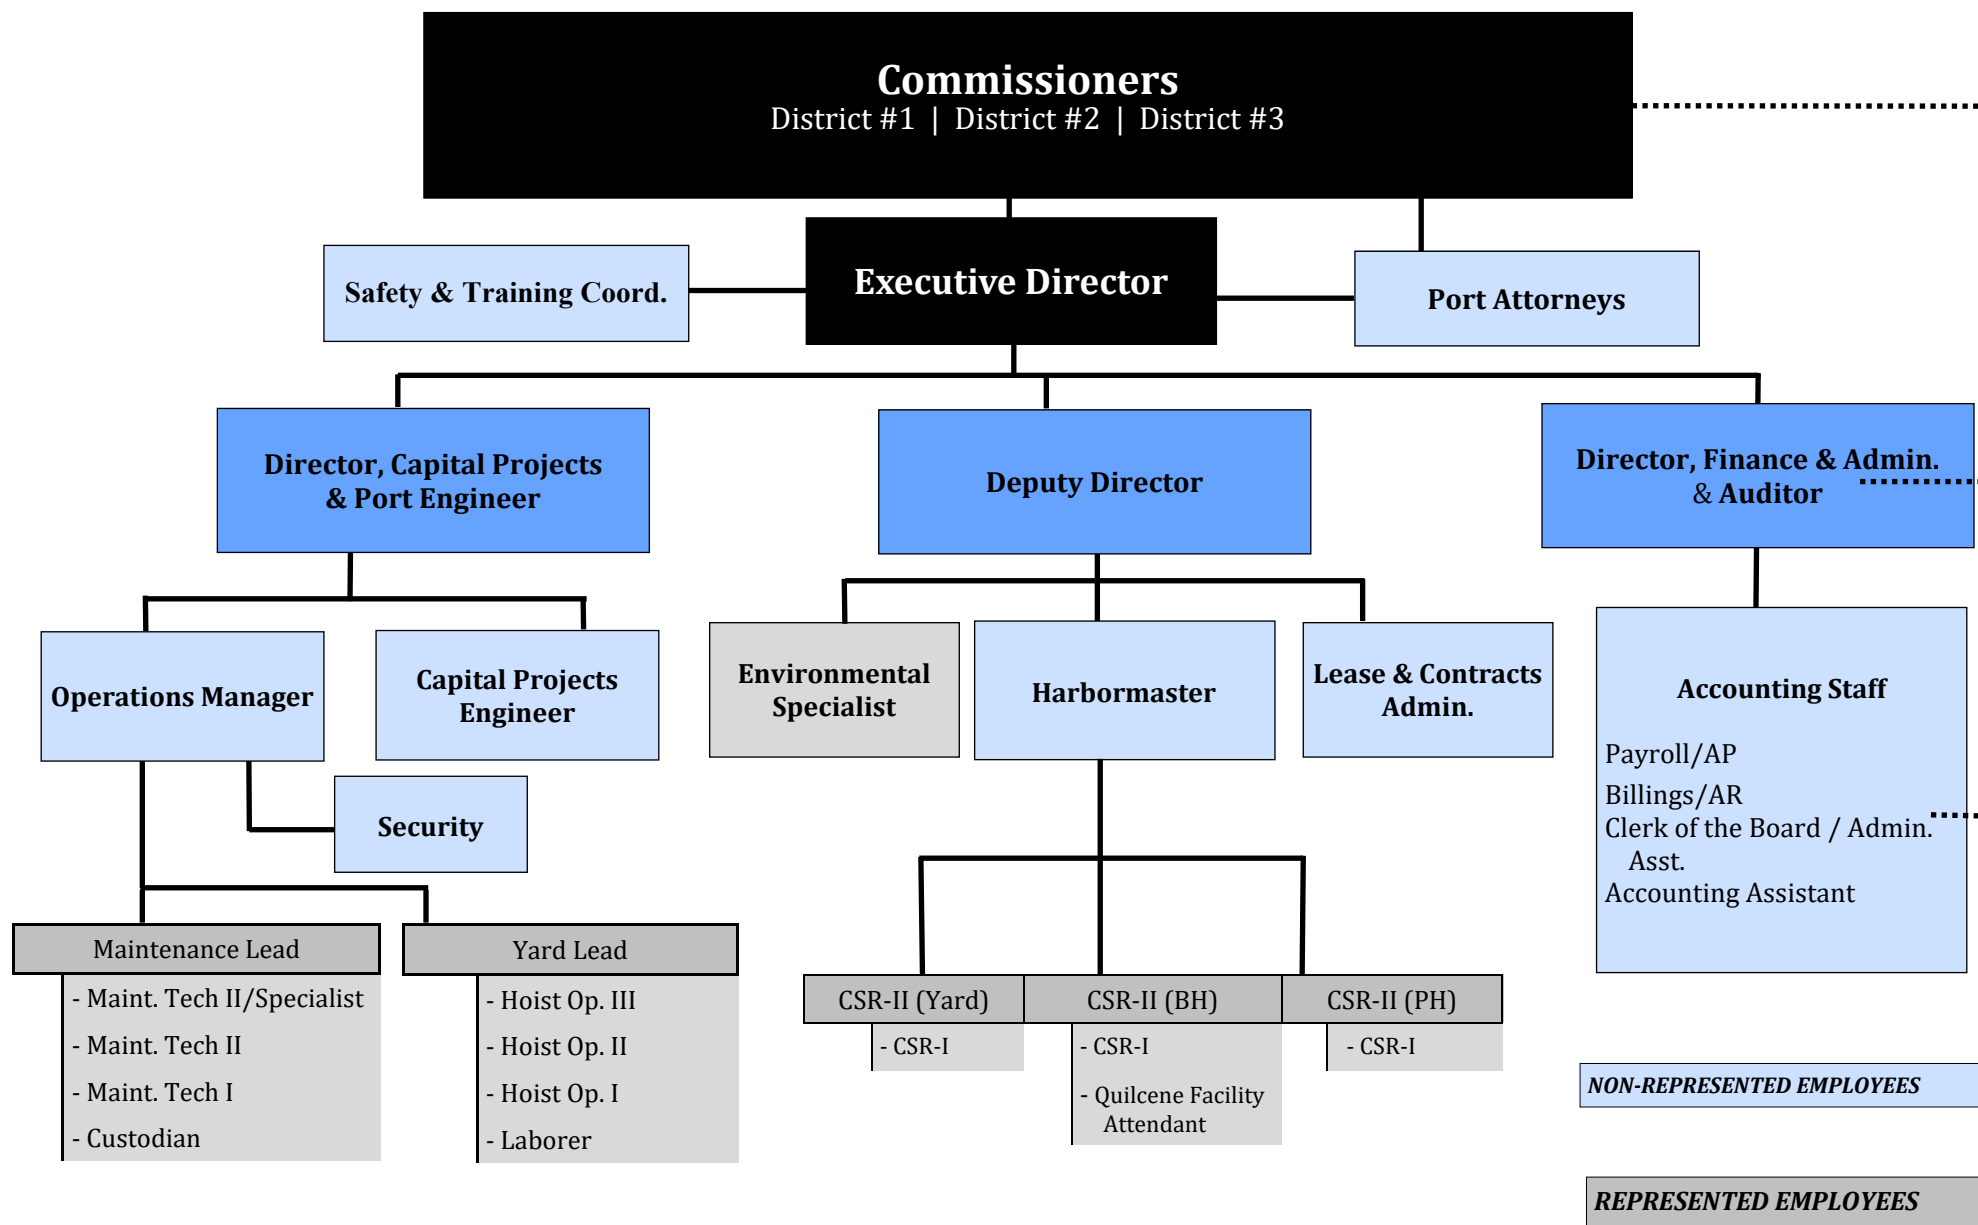 Commissioners
District #1 | District #2 | District #3
Executive Director
Safety & Training Coord.
Port Attorneys
Director, Capital Projects
& Port Engineer
Deputy Director
Director, Finance & Admin.
& Auditor
Operations Manager
Capital Projects
Engineer
Environmental
Specialist
Harbormaster
Lease & Contracts
Admin.
Accounting Staff
Payroll/AP
Billings/AR
Clerk of the Board / Admin.
Asst.
Accounting Assistant
Security
Maintenance Lead
- Maint. Tech II/Specialist
- Maint. Tech II
- Maint. Tech I
- Custodian
Yard Lead
- Hoist Op. III
- Hoist Op. II
- Hoist Op. I
- Laborer
CSR-II (Yard)
- CSR-I
CSR-II (BH)
- CSR-I
- Quilcene Facility
Attendant
CSR-II (PH)
- CSR-I
NON-REPRESENTED EMPLOYEES
REPRESENTED EMPLOYEES